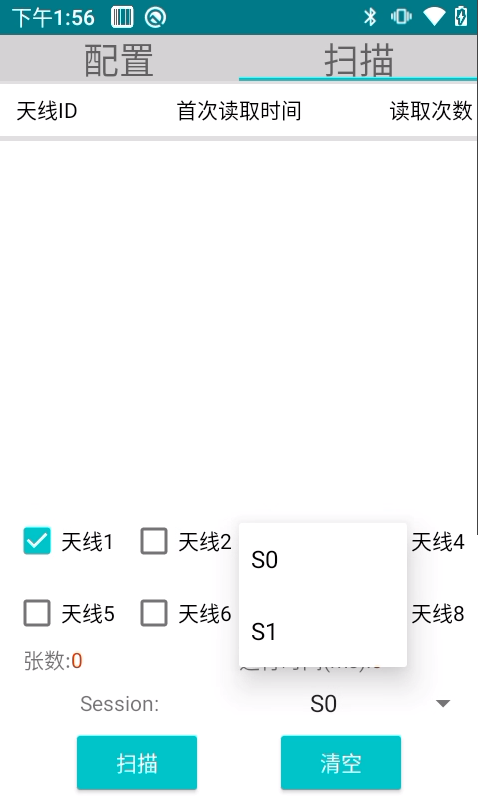 下午1:56
配置 扫描
天线ID 首次读取时间 读取次数
天线1 天线2 天线4
S0
天线5 天线6 天线8
S1
张数:0
Session: S0
扫描 清空